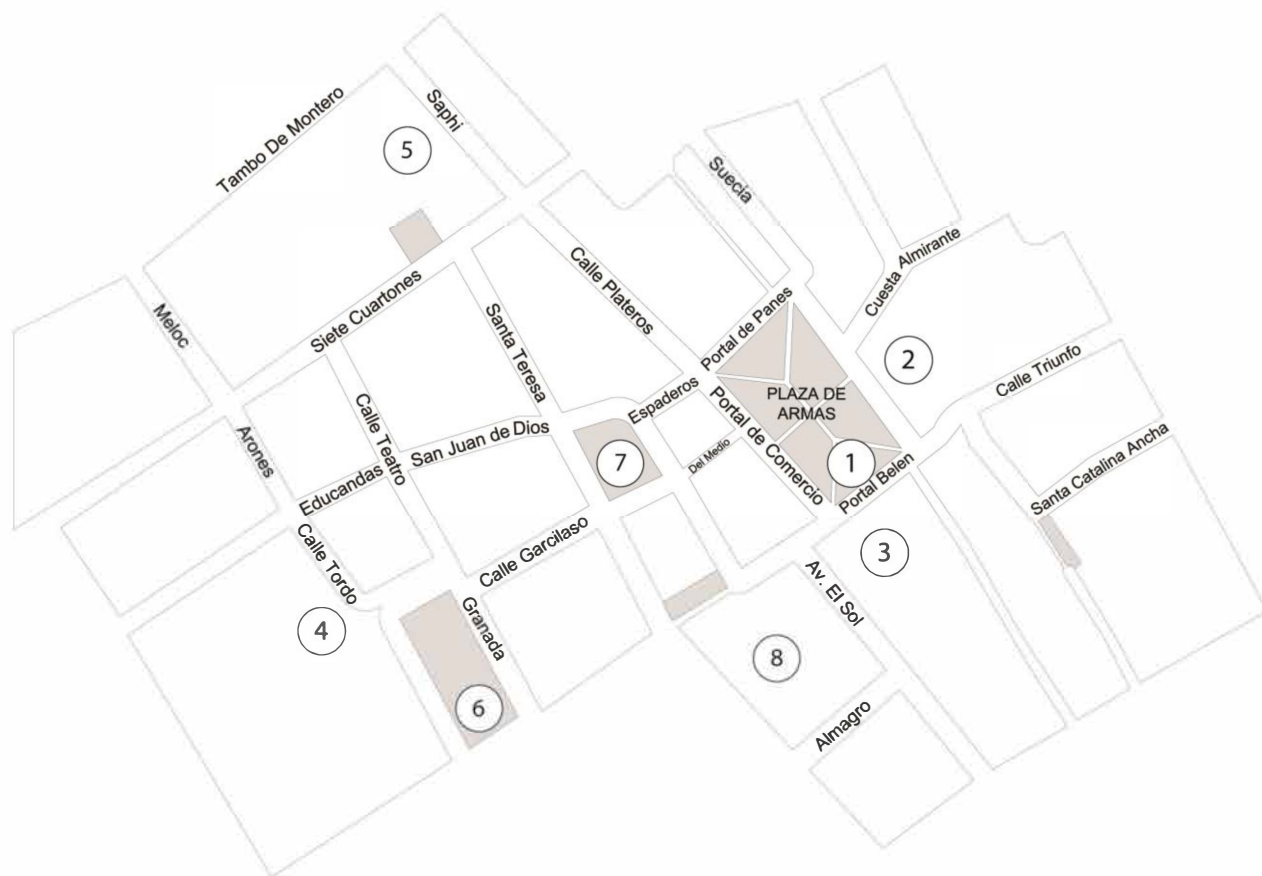 Tambo De Montero
Saphi
5
Suecia
Meloc
Siete Cuartones
Calle Plateros
Cuesta Almirante
Santa Teresa
Portal de Panes
2
Calle Triunfo
Arones
Calle Teatro
San Juan de Dios
Espaderos
PLAZA DE
ARMAS
Educandas
7
Del Medio
Portal de Comercio
1
Portal Belen
Santa Catalina Ancha
Calle Tordo
Calle Garcilaso
3
4
Granada
Av. El Sol
8
6
Almagro